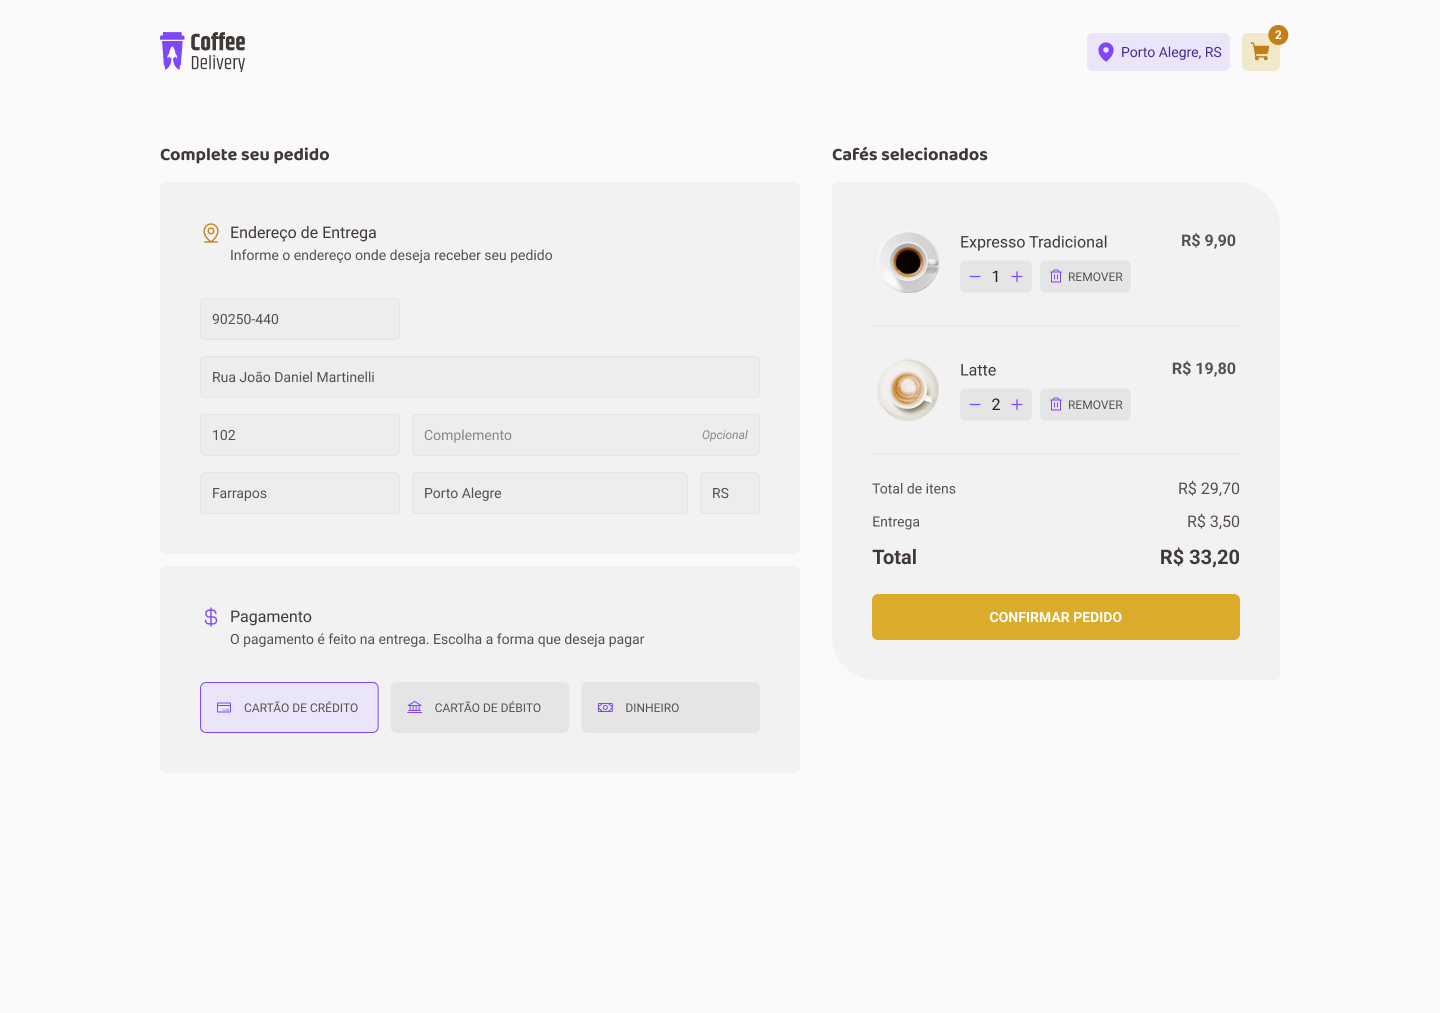 Coffee
Delivery
Porto Alegre, RS
2
Complete seu pedido
Endereço de Entrega
Informe o endereço onde deseja receber seu pedido
90250-440
Rua João Daniel Martinelli
102
Complemento
Opcional
Farrapos
Porto Alegre
RS
Pagamento
O pagamento é feito na entrega. Escolha a forma que deseja pagar
CARTÃO DE CRÉDITO
CARTÃO DE DÉBITO
DINHEIRO
Cafés selecionados
Expresso Tradicional
R$ 9,90
1
REMOVER
Latte
R$ 19,80
2
REMOVER
Total de itens
R$ 29,70
Entrega
R$ 3,50
Total
R$ 33,20
CONFIRMAR PEDIDO